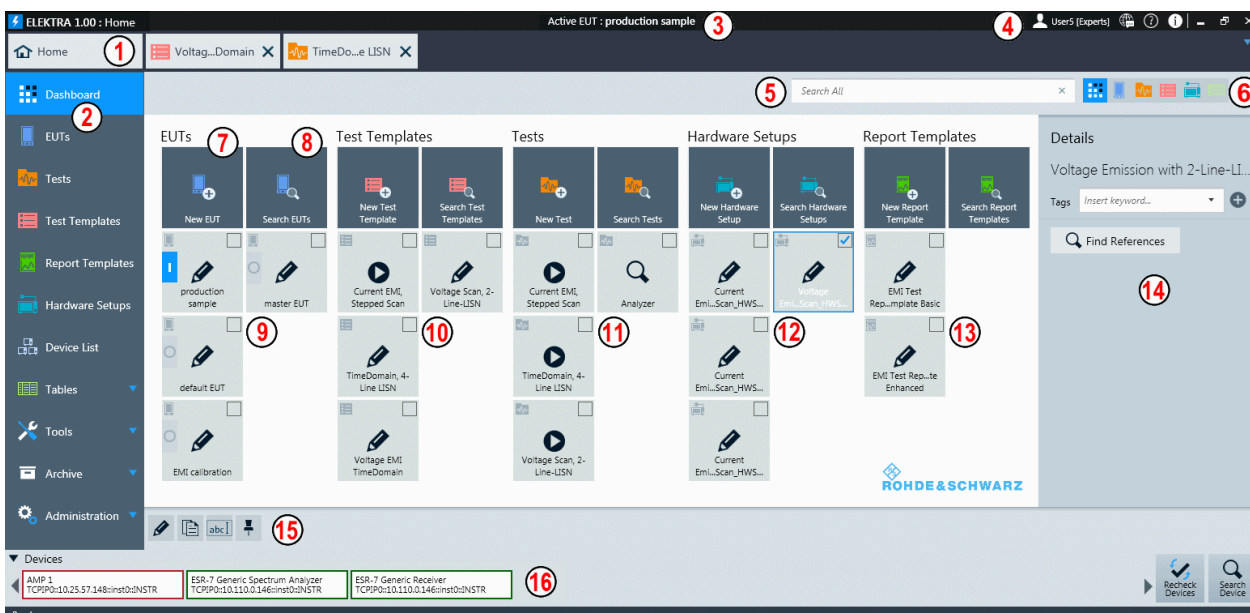 ELEKTRA 1.00 : Home
Active EUT : production sample
3
4
User5 [Experts]
Home
1
Voltag...Domain
TimeDo...e LISN
Dashboard
2
EUTs
Tests
Test Templates
Report Templates
Hardware Setups
Device List
Tables
Tools
Archive
Administration
5
Search All
6
EUTs
7
8
Test Templates
Tests
Hardware Setups
Report Templates
New EUT
Search EUTs
New Test Template
Search Test Templates
New Test
Search Tests
New Hardware Setup
Search Hardware Setups
New Report Template
Search Report Templates
production sample
master EUT
Current EMI, Stepped Scan
Voltage Scan, 2-Line-LISN
Current EMI, Stepped Scan
Analyzer
Current Emi...Scan_HWS...
Voltage Emi...Scan_HWS...
EMI Test Rep...mplate Basic
default EUT
9
TimeDomain, 4-Line LISN
10
TimeDomain, 4-Line LISN
11
Current Emi...Scan_HWS...
12
EMI Test Rep...te Enhanced
13
EMI calibration
Voltage EMI TimeDomain
Voltage Scan, 2-Line-LISN
Current Emi...Scan_HWS...
ROHDE&SCHWARZ
Details
Voltage Emission with 2-Line-LI...
Tags
Insert keyword...
Find References
14
abc
15
Devices
AMP 1
TCPIP0::10.25.57.148::inst0::INSTR
ESR-7 Generic Spectrum Analyzer
TCPIP0::10.110.0.146::inst0::INSTR
ESR-7 Generic Receiver
TCPIP0::10.110.0.146::inst0::INSTR
16
Recheck Devices
Search Device